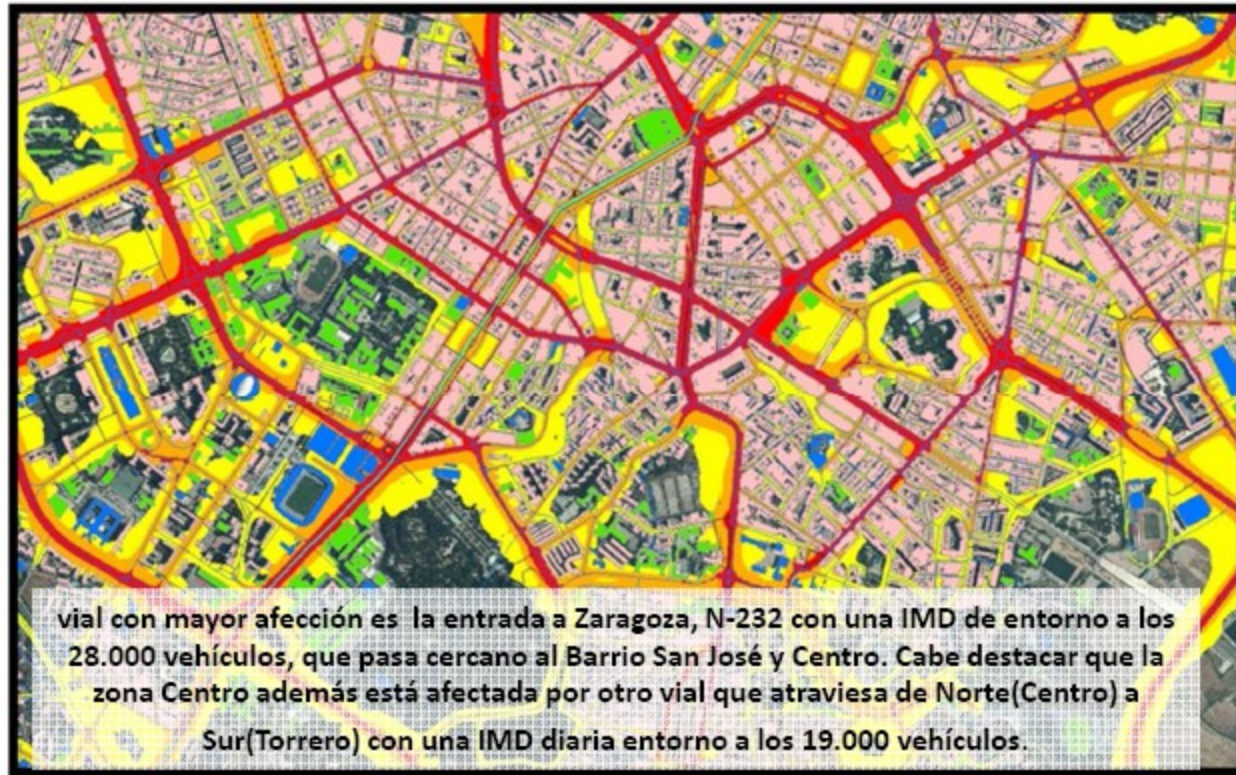 vial con mayor afección es la entrada a Zaragoza, N-232 con una IMD de entorno a los
28.000 vehículos, que pasa cercano al Barrio San José y Centro. Cabe destacar que la
zona Centro además está afectada por otro vial que atraviesa de Norte(Centro) a
Sur(Torrero) con una IMD diaria entorno a los 19.000 vehículos.